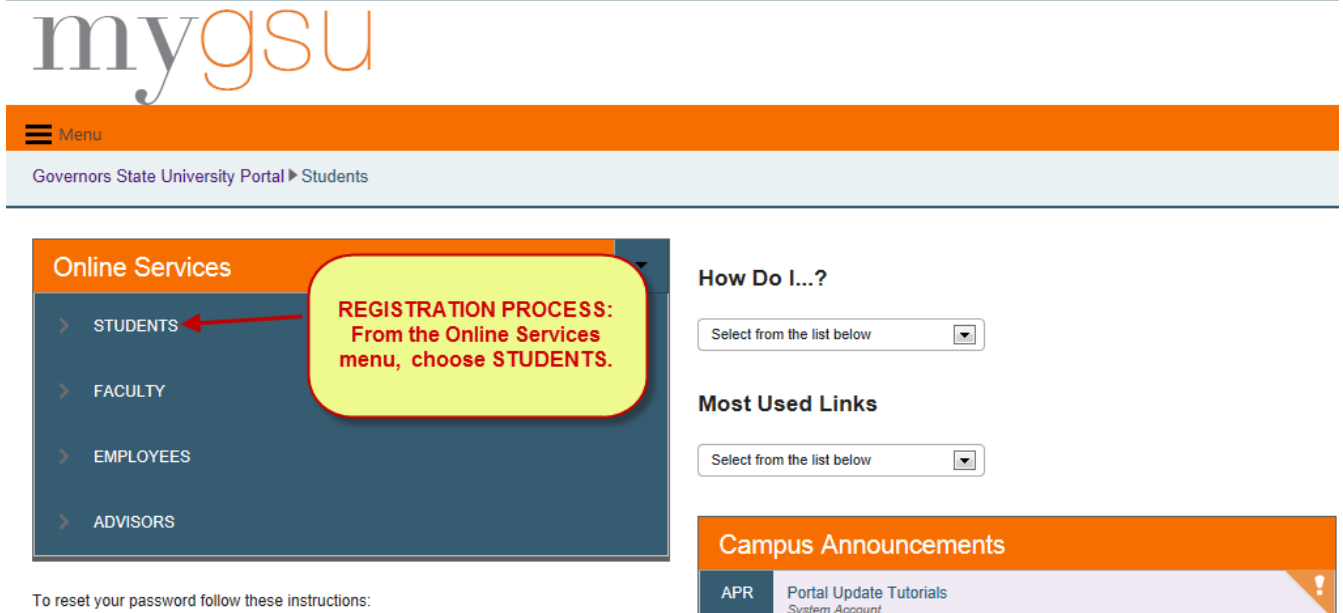 mygsu
Menu
Governors State University Portal Students
Online Services
STUDENTS
FACULTY
EMPLOYEES
ADVISORS
REGISTRATION PROCESS:
From the Online Services
menu, choose STUDENTS.
To reset your password follow these instructions:
How Do I...?
Select from the list below
Most Used Links
Select from the list below
Campus Announcements
APR
Portal Update Tutorials
System Account
!